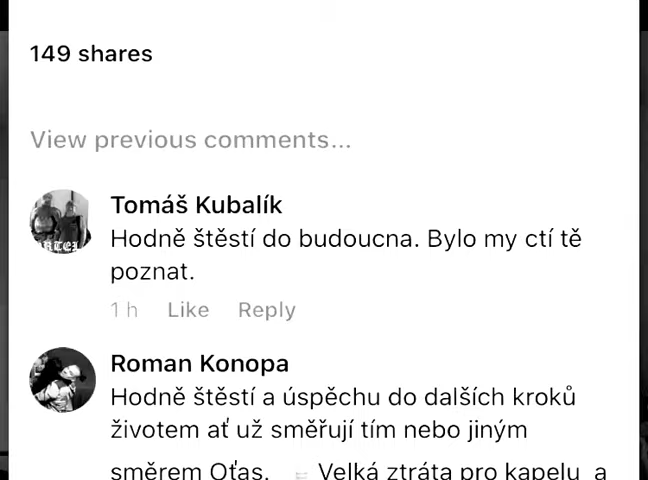 149 shares
View previous comments...
Tomáš Kubalík
Hodně štěstí do budoucna. Bylo my ctí tě
poznat.
1 h Like Reply
Roman Konopa
Hodně štěstí a úspěchu do dalších kroků
životem ať už směřují tím nebo jiným
směrem Oťas. Velká ztráta pro kapelu a